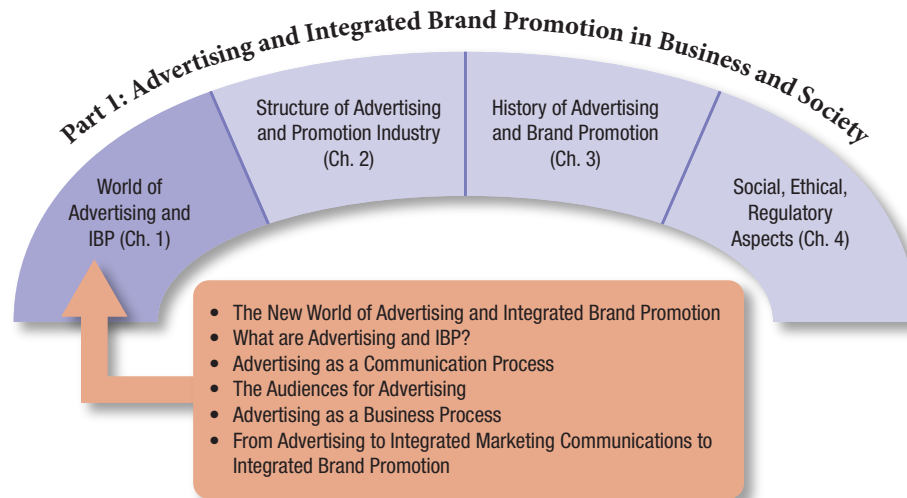 Part 1: Advertising and Integrated Brand Promotion in Business and Society
World of
Advertising and
IBP (Ch. 1)
Structure of Advertising
and Promotion Industry
(Ch. 2)
History of Advertising
and Brand Promotion
(Ch. 3)
Social, Ethical,
Regulatory
Aspects (Ch. 4)
• The New World of Advertising and Integrated Brand Promotion
• What are Advertising and IBP?
• Advertising as a Communication Process
• The Audiences for Advertising
• Advertising as a Business Process
• From Advertising to Integrated Marketing Communications to
Integrated Brand Promotion